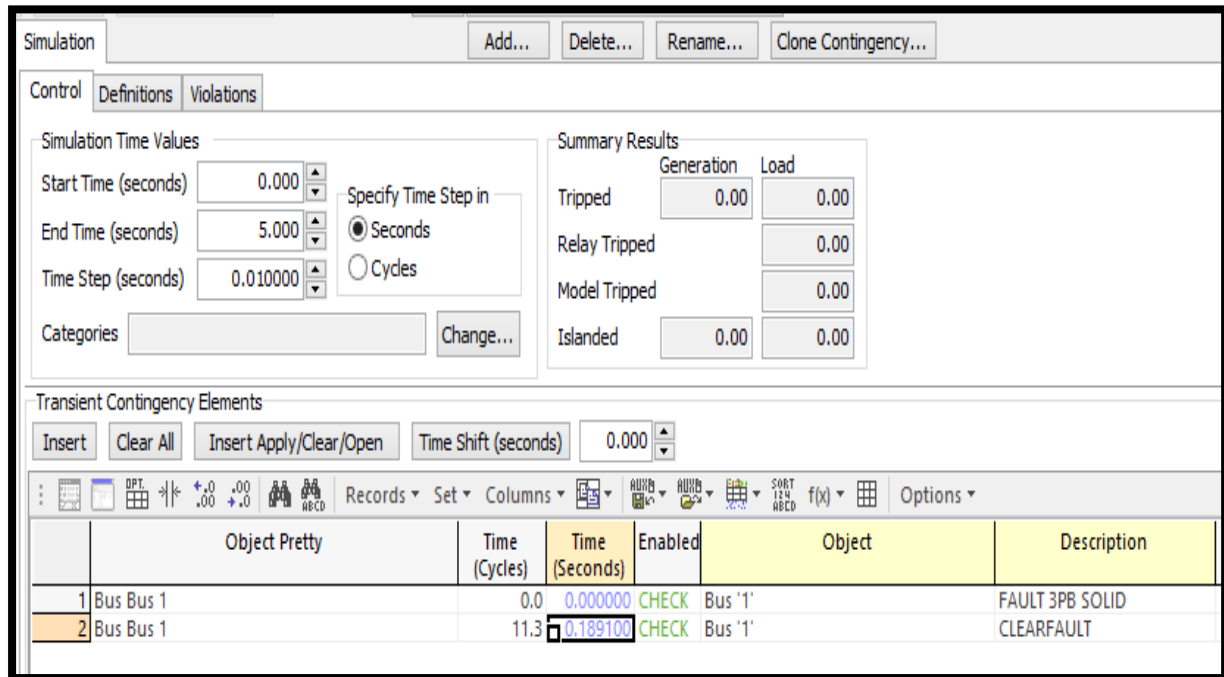 Simulation Add... Delete... Rename... Clone Contingency...
Control Definitions Violations
Simulation Time Values Summary Results
Generation Load
Start Time (seconds) 0.000 Specify Time Step in Tripped 0.00 0.00
End Time (seconds) 5.000 Seconds Relay Tripped 0.00
Time Step (seconds) 0.010000 Cycles Model Tripped 0.00
Categories Change... Islanded 0.00 0.00
Transient Contingency Elements
Insert Clear All Insert Apply/Clear/Open Time Shift (seconds) 0.000
Records Set Columns f(x) Options
Object Pretty Time (Cycles) Time (Seconds) Enabled Object Description
1 Bus Bus 1 0.0 0.000000 CHECK Bus '1' FAULT 3PB SOLID
2 Bus Bus 1 11.3 0.189100 CHECK Bus '1' CLEARFAULT